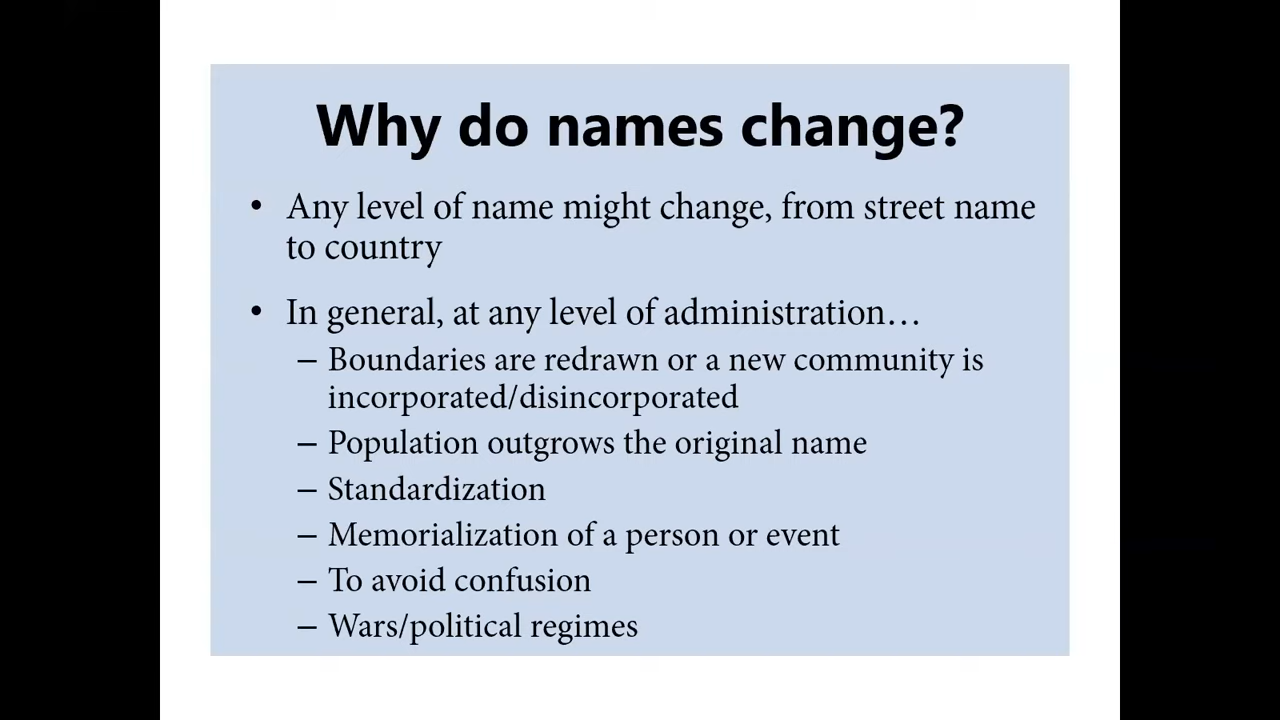 Why do names change?
• Any level of name might change, from street name
to country
• In general, at any level of administration…
– Boundaries are redrawn or a new community is
incorporated/disincorporated
– Population outgrows the original name
– Standardization
– Memorialization of a person or event
– To avoid confusion
– Wars/political regimes